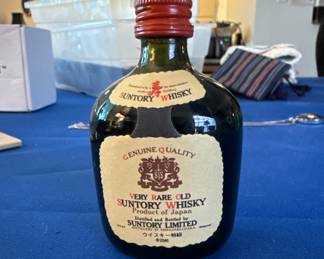 寿
SUNTORY WHISKY
GENUINE QUALITY
VERY RARE OLD
SUNTORY WHISKY
Product of Japan
Distilled and Bottled by
SUNTORY LIMITED
ウイスキー特級